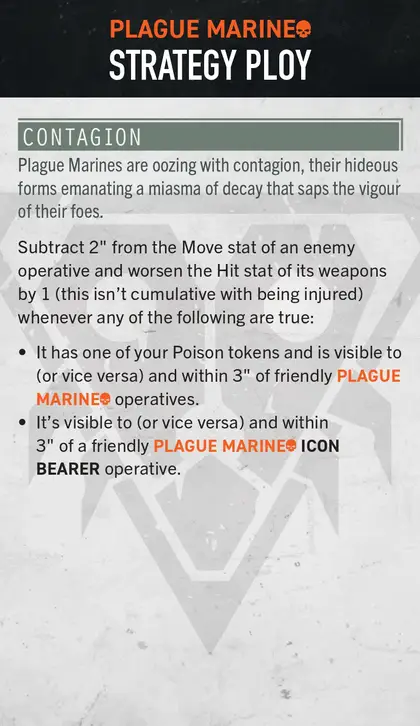 PLAGUE MARINE
STRATEGY PLOY
CONTAGION
Plague Marines are oozing with contagion, their hideous
forms emanating a miasma of decay that saps the vigour
of their foes.
Subtract 2" from the Move stat of an enemy
operative and worsen the Hit stat of its weapons
by 1 (this isn’t cumulative with being injured)
whenever any of the following are true:
• It has one of your Poison tokens and is visible to
(or vice versa) and within 3" of friendly PLAGUE
MARINE operatives.
• It’s visible to (or vice versa) and within
3" of a friendly PLAGUE MARINE ICON
BEARER operative.